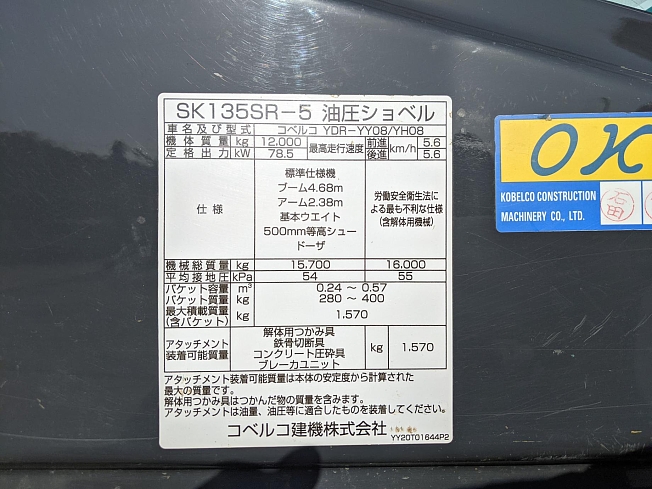 SK135SR-5 油圧ショベル
車名及び型式 コベルコ YDR-YY08/YH08
機体質量 kg 12,000 最高走行速度 前進 km/h 5.6
定格出力 kW 78.5 後進 5.6
仕様
標準仕様機
ブーム4.68m
アーム2.38m
基本ウエイト
500mm等高シュー
ドーザ
労働安全衛生法に
よる最も不利な仕様
(含解体用機械)
機械総質量 kg 15,700 16,000
平均接地圧 kPa 54 55
バケット容量 m³ 0.24 ~ 0.57
バケット質量 kg 280 ~ 400
最大積載質量 kg 1,570
(含バケット)
アタッチメント
装着可能質量
解体用つかみ具
鉄骨切断具
コンクリート圧砕具
ブレーカユニット
kg 1,570
アタッチメント装着可能質量は本体の安定度から計算された
最大の質量です。
解体用つかみ具はつかんだ物の質量を含みます。
アタッチメントは油量、油圧等に適合したものを装着してください。
コベルコ建機株式会社
YY20T01644P2
OK
KOBELCO CONSTRUCTION
MACHINERY CO., LTD.
石田